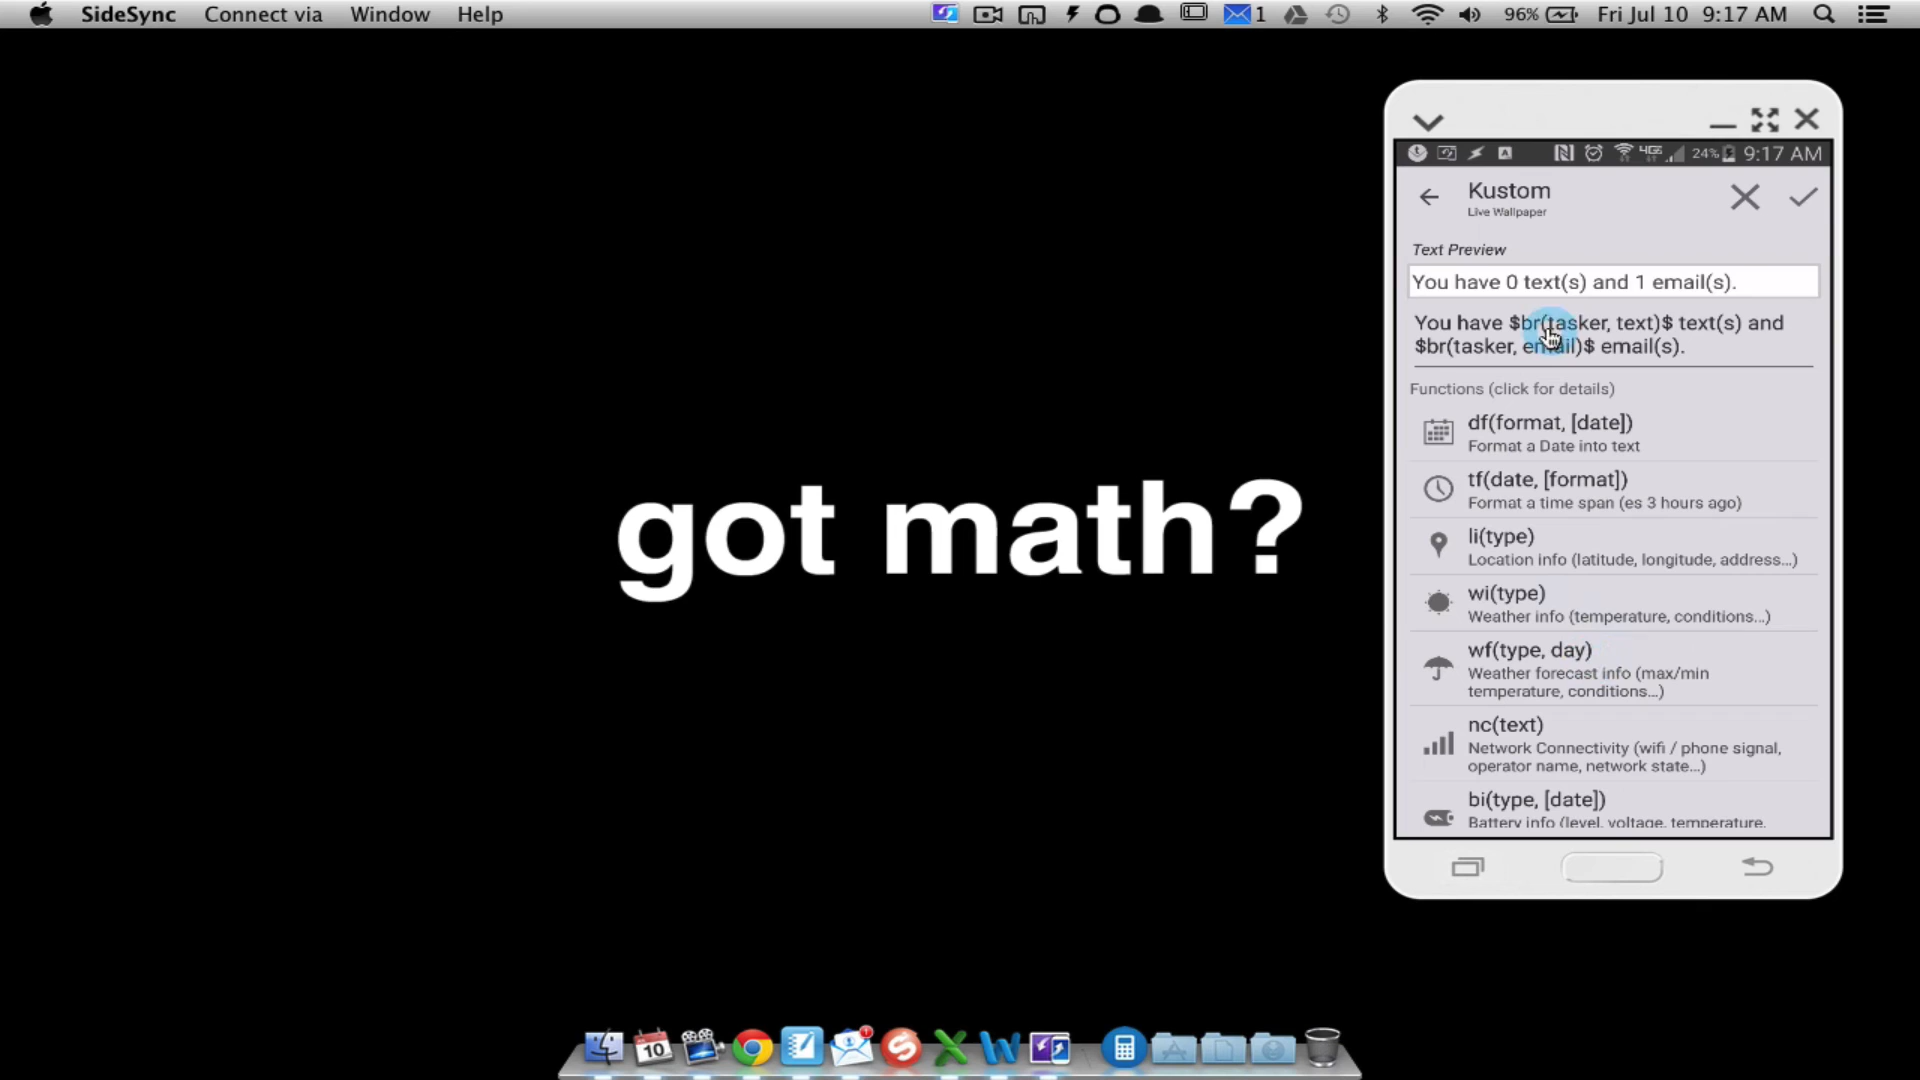 SideSync Connect via Window Help 1 96% Fri Jul 10 9:17 AM
got math?
24% 9:17 AM
Kustom
Live Wallpaper
Text Preview
You have 0 text(s) and 1 email(s).
You have $br(tasker, text)$ text(s) and
$br(tasker, email)$ email(s).
Functions (click for details)
df(format, [date])
Format a Date into text
tf(date, [format])
Format a time span (es 3 hours ago)
li(type)
Location info (latitude, longitude, address...)
wi(type)
Weather info (temperature, conditions...)
wf(type, day)
Weather forecast info (max/min
temperature, conditions...)
nc(text)
Network Connectivity (wifi / phone signal,
operator name, network state...)
bi(type, [date])
Battery info (level, voltage, temperature,
10